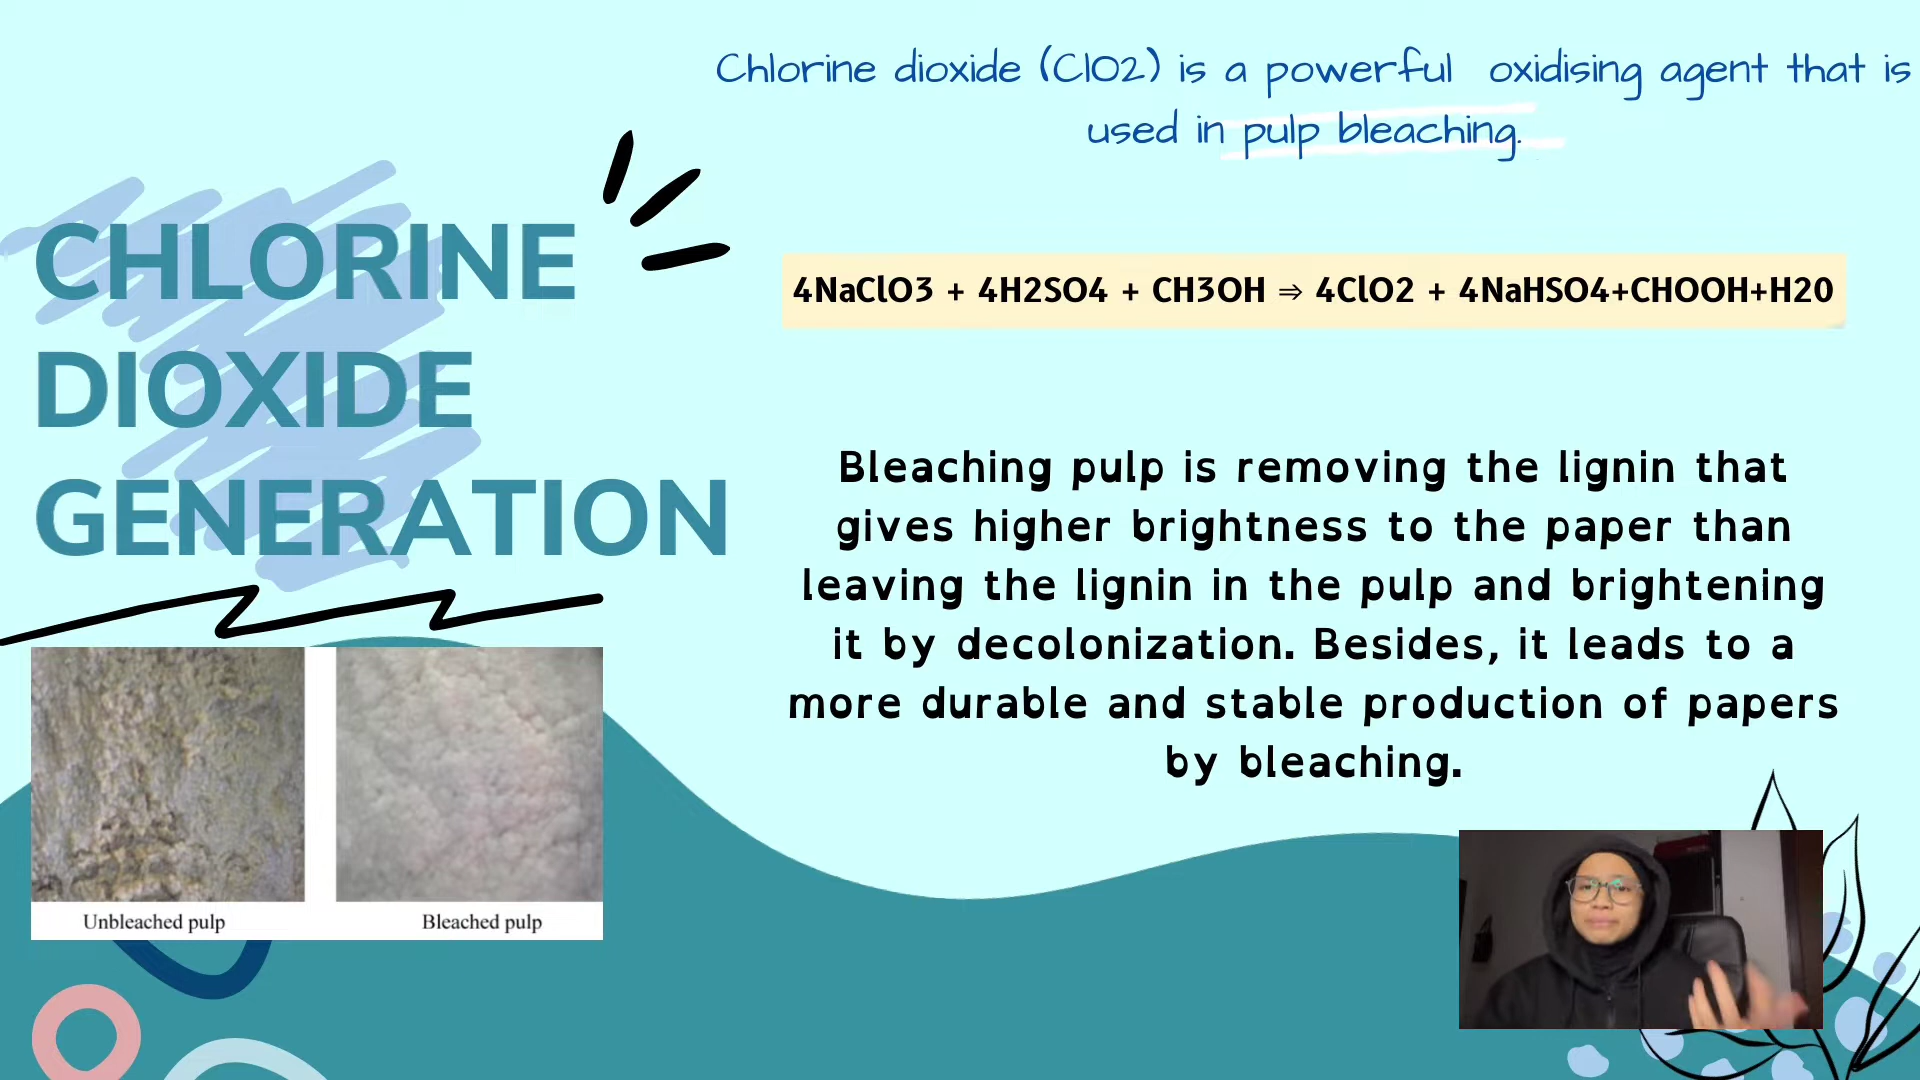 Chlorine dioxide (ClO2) is a powerful oxidising agent that is
used in pulp bleaching.
CHLORINE
DIOXIDE
GENERATION
4NaClO3 + 4H2SO4 + CH3OH ⇒ 4ClO2 + 4NaHSO4+CHOOH+H20
Bleaching pulp is removing the lignin that
gives higher brightness to the paper than
leaving the lignin in the pulp and brightening
it by decolonization. Besides, it leads to a
more durable and stable production of papers
by bleaching.
Unbleached pulp
Bleached pulp